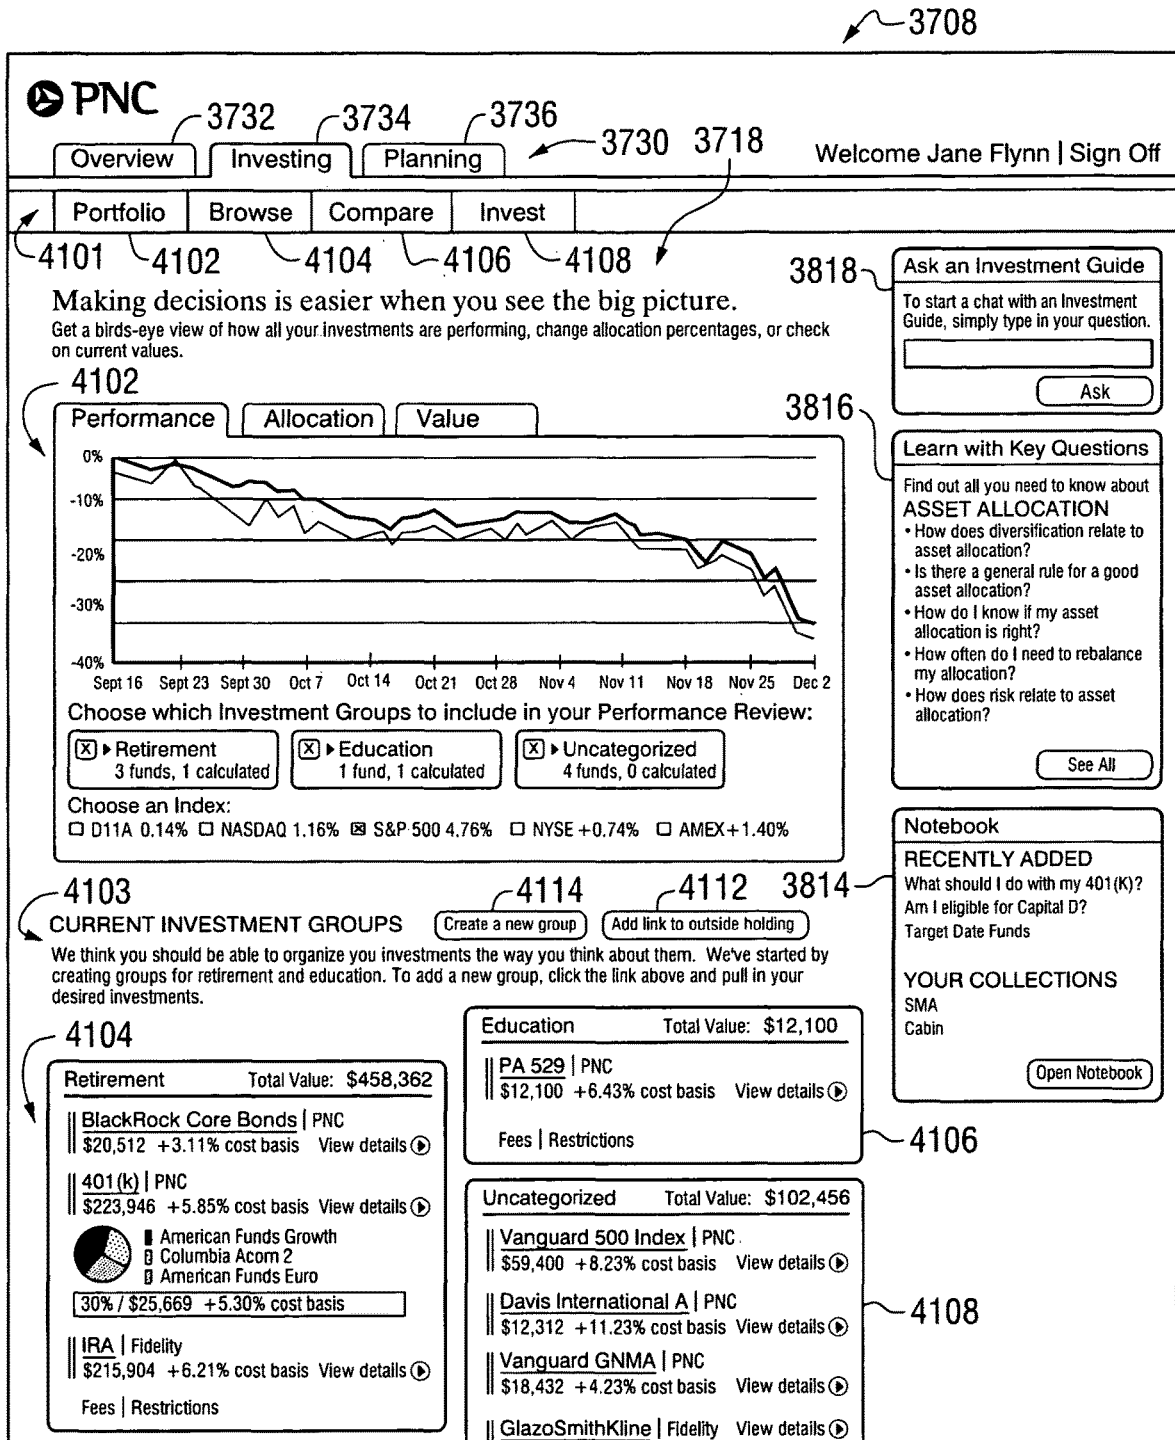 3708
PNC
3732
3734
3736
3730
3718
Overview
Investing
Planning
Welcome Jane Flynn | Sign Off
Portfolio
Browse
Compare
Invest
4101
4102
4104
4106
4108
Making decisions is easier when you see the big picture.
Get a birds-eye view of how all your investments are performing, change allocation percentages, or check
on current values.
4102
Performance
Allocation
Value
0%
-10%
-20%
-30%
-40%
Sept 16 Sept 23 Sept 30 Oct 7 Oct 14 Oct 21 Oct 28 Nov 4 Nov 11 Nov 18 Nov 25 Dec 2
Choose which Investment Groups to include in your Performance Review:
X Retirement
3 funds, 1 calculated
X Education
1 fund, 1 calculated
X Uncategorized
4 funds, 0 calculated
Choose an Index:
D11A 0.14% NASDAQ 1.16% S&P 500 4.76% NYSE +0.74% AMEX+1.40%
3818
Ask an Investment Guide
To start a chat with an Investment
Guide, simply type in your question.
Ask
3816
Learn with Key Questions
Find out all you need to know about
ASSET ALLOCATION
• How does diversification relate to
asset allocation?
• Is there a general rule for a good
asset allocation?
• How do I know if my asset
allocation is right?
• How often do I need to rebalance
my allocation?
• How does risk relate to asset
allocation?
See All
3814
Notebook
RECENTLY ADDED
What should I do with my 401(K)?
Am I eligible for Capital D?
Target Date Funds
YOUR COLLECTIONS
SMA
Cabin
Open Notebook
4103
4114
4112
CURRENT INVESTMENT GROUPS
Create a new group
Add link to outside holding
We think you should be able to organize you investments the way you think about them. We've started by
creating groups for retirement and education. To add a new group, click the link above and pull in your
desired investments.
4104
Retirement Total Value: $458,362
BlackRock Core Bonds | PNC
$20,512 +3.11% cost basis View details
401(k) | PNC
$223,946 +5.85% cost basis View details
American Funds Growth
Columbia Acom 2
American Funds Euro
30% / $25,669 +5.30% cost basis
IRA | Fidelity
$215,904 +6.21% cost basis View details
Fees | Restrictions
Education Total Value: $12,100
PA 529 | PNC
$12,100 +6.43% cost basis View details
Fees | Restrictions
4106
Uncategorized Total Value: $102,456
Vanguard 500 Index | PNC
$59,400 +8.23% cost basis View details
Davis International A | PNC
$12,312 +11.23% cost basis View details
Vanguard GNMA | PNC
$18,432 +4.23% cost basis View details
GlazoSmithKline | Fidelity View details
4108